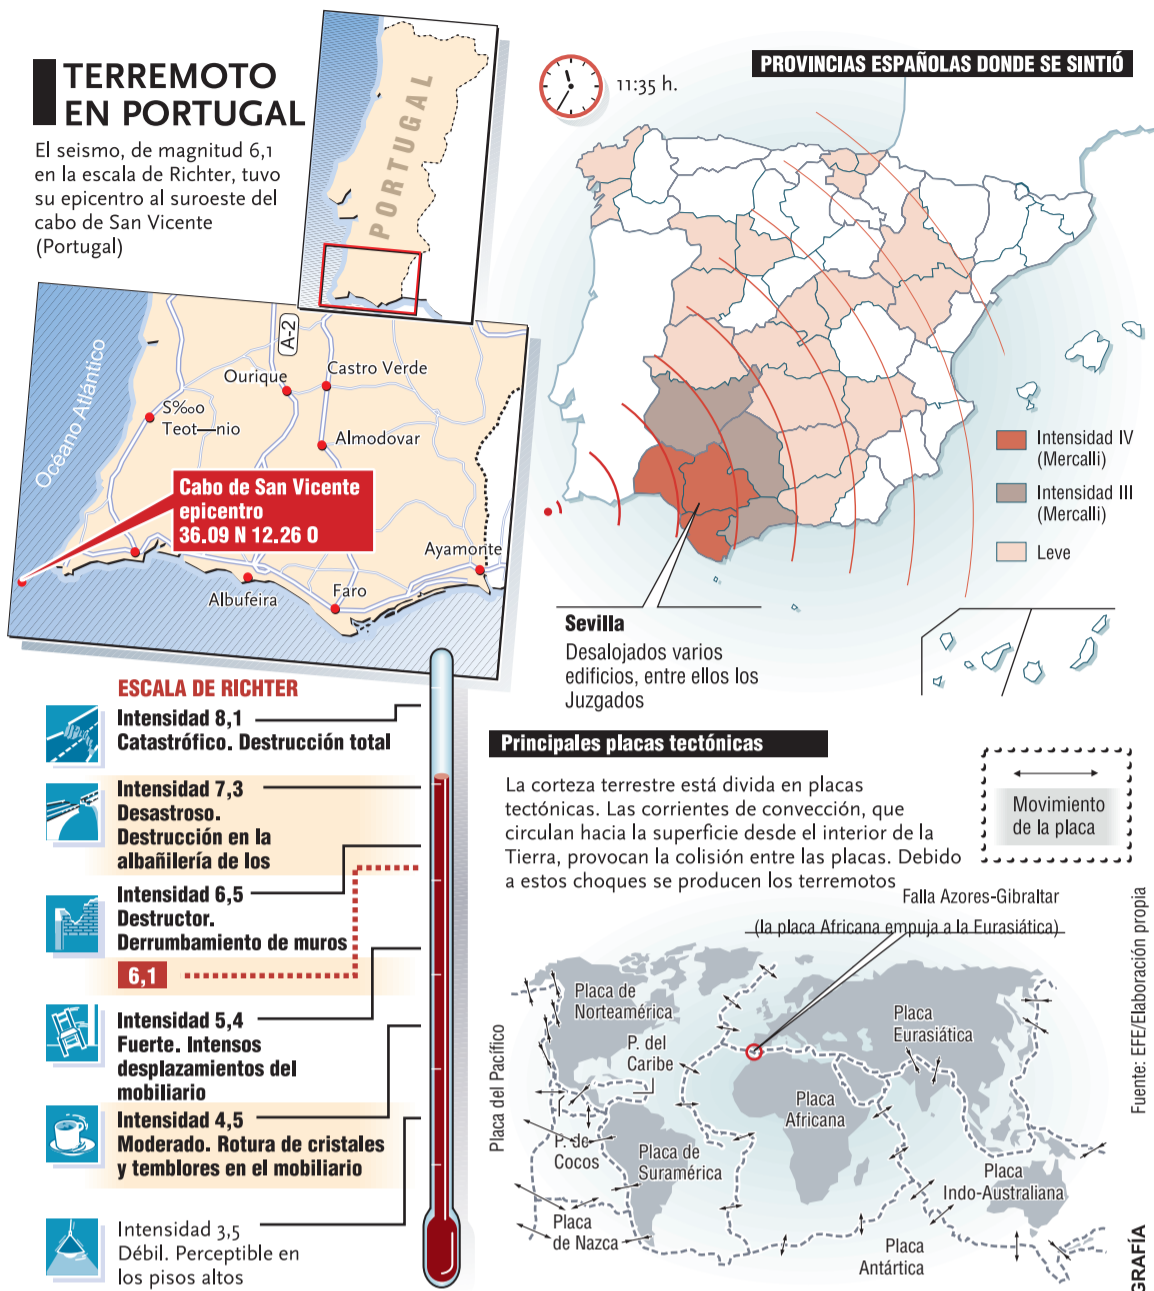 TERREMOTO
EN PORTUGAL
El seismo, de magnitud 6,1
en la escala de Richter, tuvo
su epicentro al suroeste del
cabo de San Vicente
(Portugal)
PORTUGAL
A-2
Océano Atlántico
Ourique
Castro Verde
S‰o
Teot—nio
Almodovar
Cabo de San Vicente
epicentro
36.09 N 12.26 O
Ayamonte
Albufeira
Faro
11:35 h.
PROVINCIAS ESPAÑOLAS DONDE SE SINTIÓ
Intensidad IV
(Mercalli)
Intensidad III
(Mercalli)
Leve
Sevilla
Desalojados varios
edificios, entre ellos los
Juzgados
ESCALA DE RICHTER
Intensidad 8,1
Catastrófico. Destrucción total
Intensidad 7,3
Desastroso.
Destrucción en la
albañilería de los
Intensidad 6,5
Destructor.
Derrumbamiento de muros
6,1
Intensidad 5,4
Fuerte. Intensos
desplazamientos del
mobiliario
Intensidad 4,5
Moderado. Rotura de cristales
y temblores en el mobiliario
Intensidad 3,5
Débil. Perceptible en
los pisos altos
Principales placas tectónicas
La corteza terrestre está divida en placas
tectónicas. Las corrientes de convección, que
circulan hacia la superficie desde el interior de la
Tierra, provocan la colisión entre las placas. Debido
a estos choques se producen los terremotos
Movimiento
de la placa
Falla Azores-Gibraltar
(la placa Africana empuja a la Eurasiática)
Placa del Pacífico
Placa de
Norteamérica
P. del
Caribe
P. de
Cocos
Placa de
Suramérica
Placa
de Nazca
Placa
Africana
Placa
Eurasiática
Placa
Indo-Australiana
Placa
Antártica
Fuente: EFE/Elaboración propia
GRAFÍA